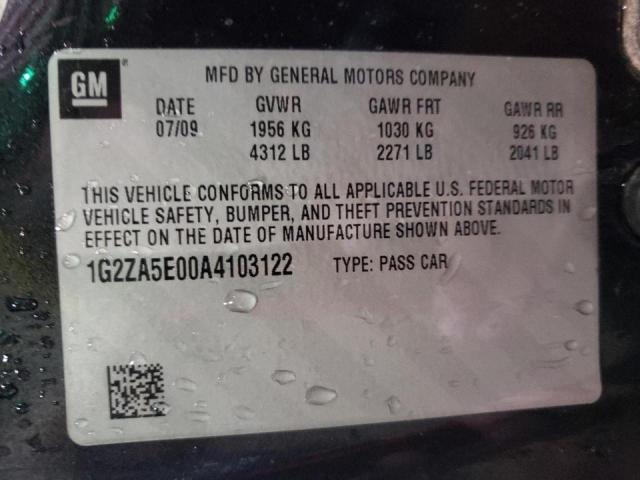 GM
MFD BY GENERAL MOTORS COMPANY
DATE GVWR GAWR FRT GAWR RR
07/09 1956 KG 1030 KG 926 KG
4312 LB 2271 LB 2041 LB
THIS VEHICLE CONFORMS TO ALL APPLICABLE U.S. FEDERAL MOTOR
VEHICLE SAFETY, BUMPER, AND THEFT PREVENTION STANDARDS IN
EFFECT ON THE DATE OF MANUFACTURE SHOWN ABOVE.
1G2ZA5E00A4103122 TYPE: PASS CAR